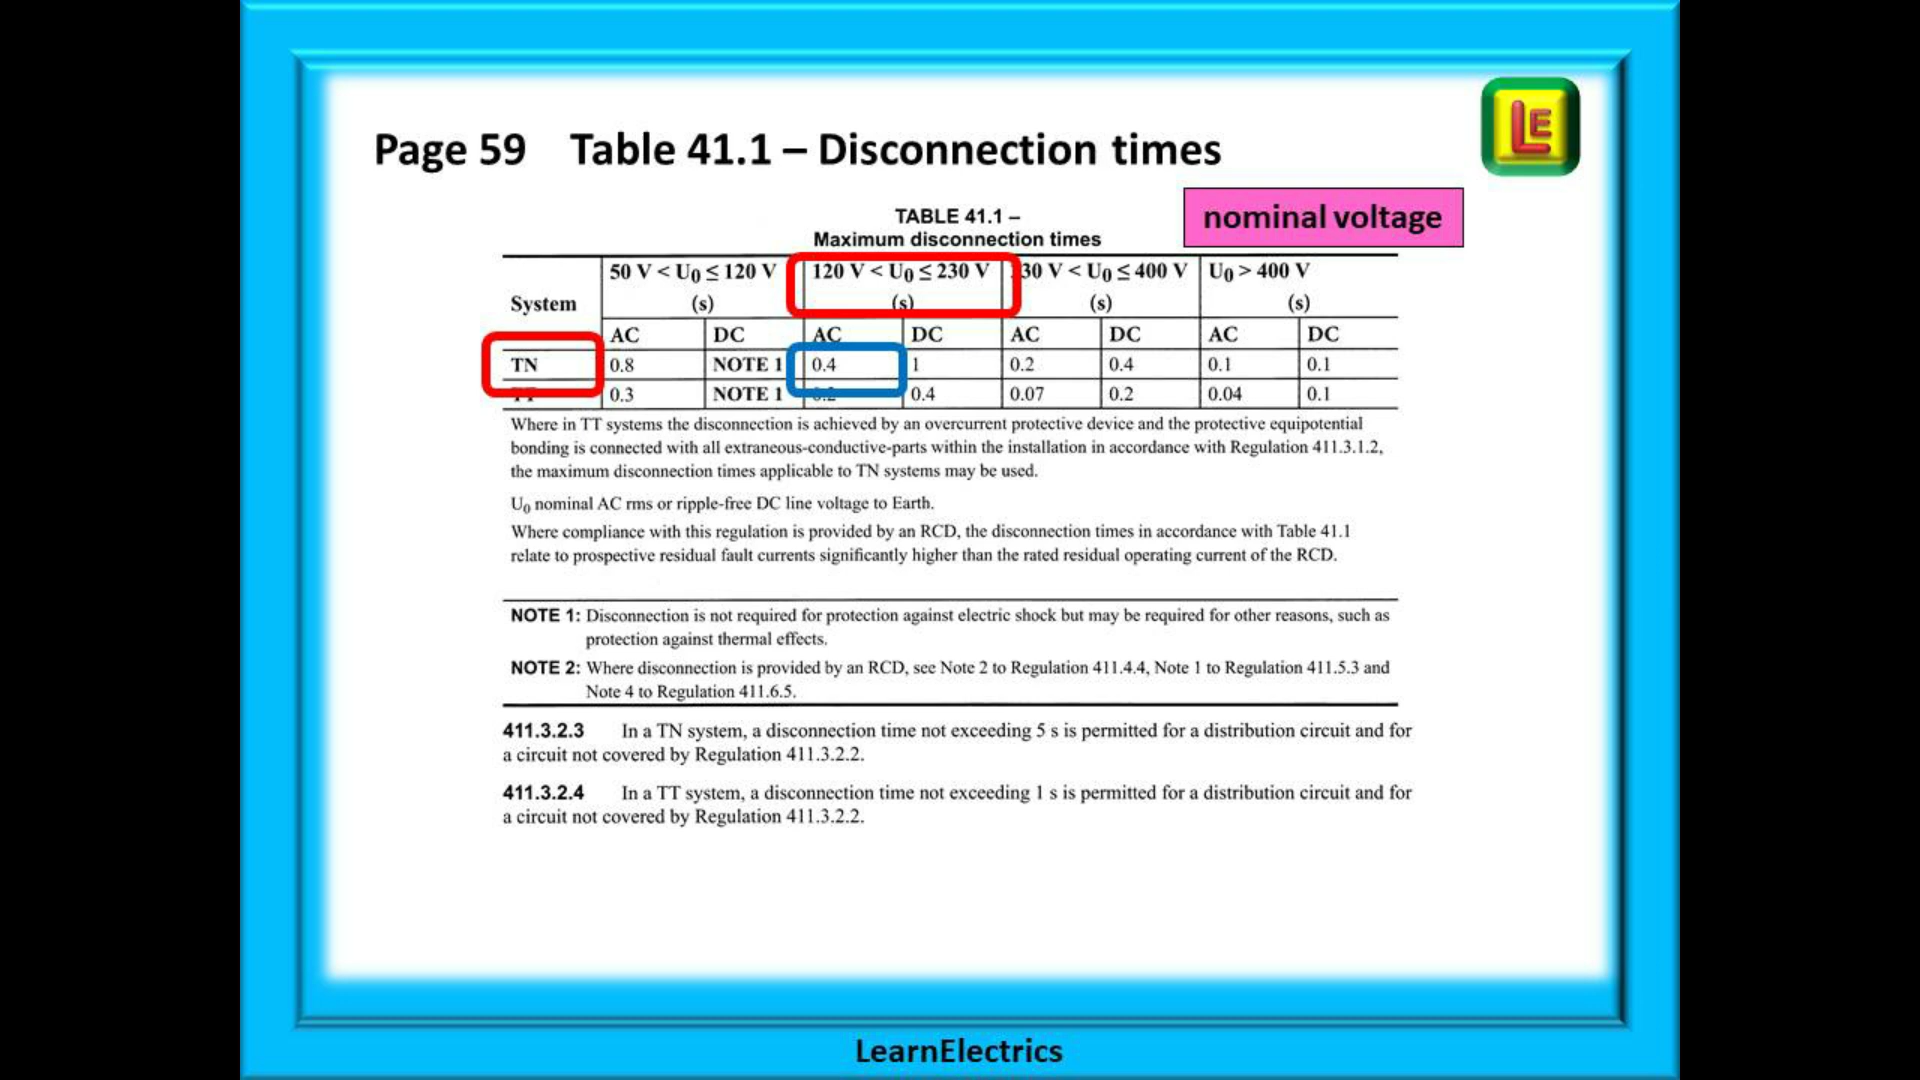 LE
Page 59 Table 41.1 – Disconnection times
nominal voltage
TABLE 41.1 –
Maximum disconnection times
50 V < U0 ≤ 120 V 120 V < U0 ≤ 230 V 30 V < U0 ≤ 400 V U0 > 400 V
System (s) (s) (s) (s)
AC DC AC DC AC DC AC DC
TN 0.8 NOTE 1 0.4 1 0.2 0.4 0.1 0.1
0.3 NOTE 1 0.4 0.07 0.2 0.04 0.1
Where in TT systems the disconnection is achieved by an overcurrent protective device and the protective equipotential
bonding is connected with all extraneous-conductive-parts within the installation in accordance with Regulation 411.3.1.2,
the maximum disconnection times applicable to TN systems may be used.
U0 nominal AC rms or ripple-free DC line voltage to Earth.
Where compliance with this regulation is provided by an RCD, the disconnection times in accordance with Table 41.1
relate to prospective residual fault currents significantly higher than the rated residual operating current of the RCD.
NOTE 1: Disconnection is not required for protection against electric shock but may be required for other reasons, such as
protection against thermal effects.
NOTE 2: Where disconnection is provided by an RCD, see Note 2 to Regulation 411.4.4, Note 1 to Regulation 411.5.3 and
Note 4 to Regulation 411.6.5.
411.3.2.3 In a TN system, a disconnection time not exceeding 5 s is permitted for a distribution circuit and for
a circuit not covered by Regulation 411.3.2.2.
411.3.2.4 In a TT system, a disconnection time not exceeding 1 s is permitted for a distribution circuit and for
a circuit not covered by Regulation 411.3.2.2.
LearnElectrics